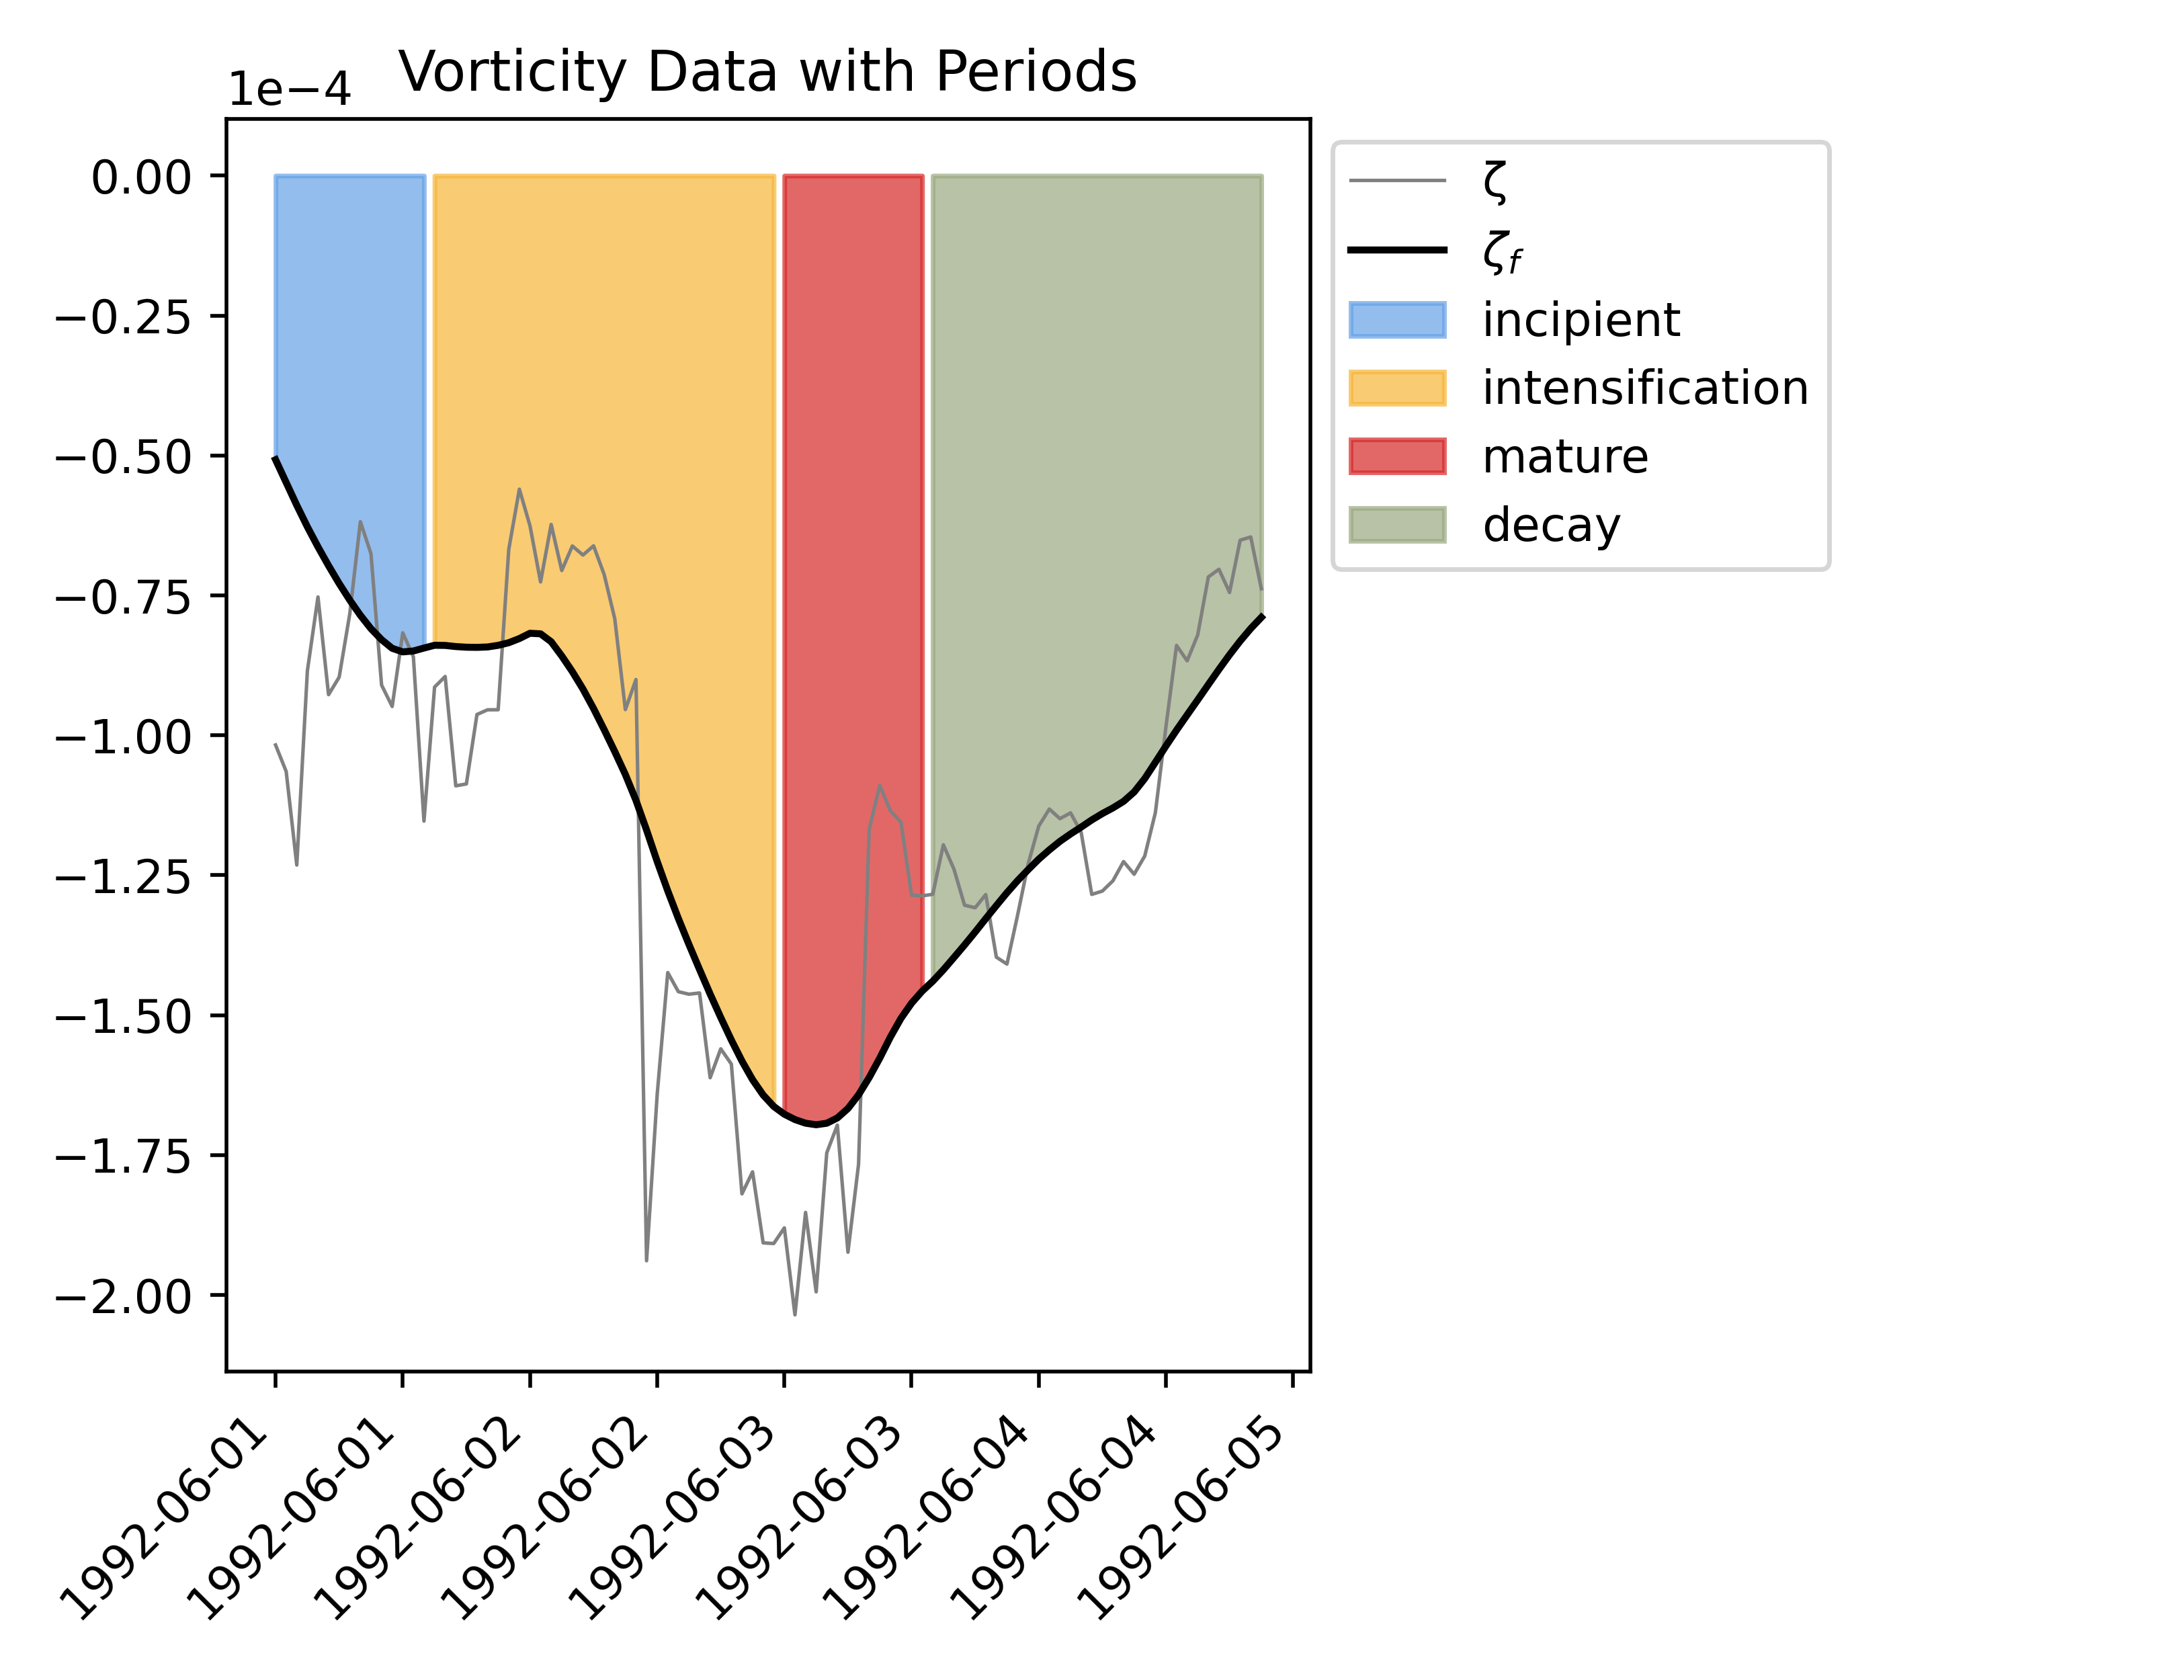 Vorticity Data with Periods
1e−4
0.00
−0.25
−0.50
−0.75
−1.00
−1.25
−1.50
−1.75
−2.00
1992-06-01
1992-06-01
1992-06-02
1992-06-02
1992-06-03
1992-06-03
1992-06-04
1992-06-04
1992-06-05
ζ
ζf
incipient
intensification
mature
decay